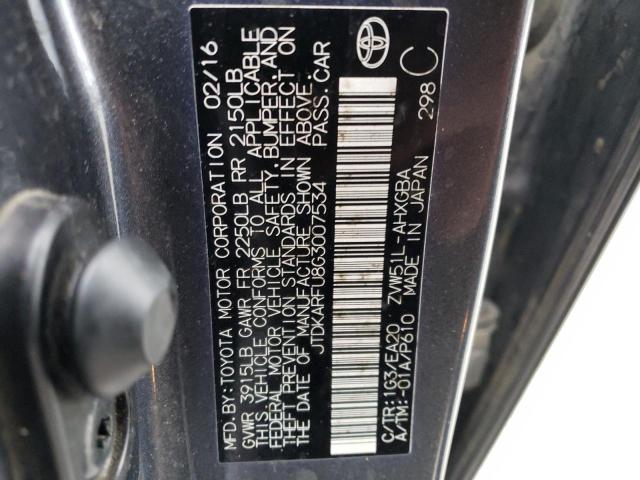 MFD.BY:TOYOTA MOTOR CORPORATION 02/16
GVWR 3915LB GAWR FR 2250LB RR 2150LB
THIS VEHICLE CONFORMS TO ALL APPLICABLE
FEDERAL MOTOR VEHICLE SAFETY,BUMPER,AND
THEFT PREVENTION STANDARDS IN EFFECT ON
THE DATE OF MANUFACTURE SHOWN ABOVE.
JTDKARFU8G3007534 PASS.CAR
C/TR:1G3/EA20 ZVW51L-AHXGBA
A/TM:-01A/P610 MADE IN JAPAN
298 C